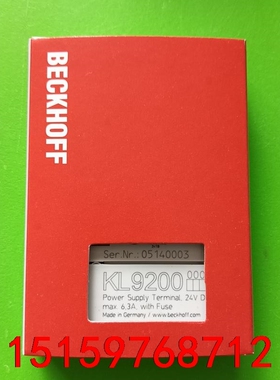 BECKHOFF
Ser.Nr.: 05140003
KL9200
Power Supply Terminal, 24V D
max. 6.3A, with Fuse
Made in Germany / www.beckhoff.com
15159768712